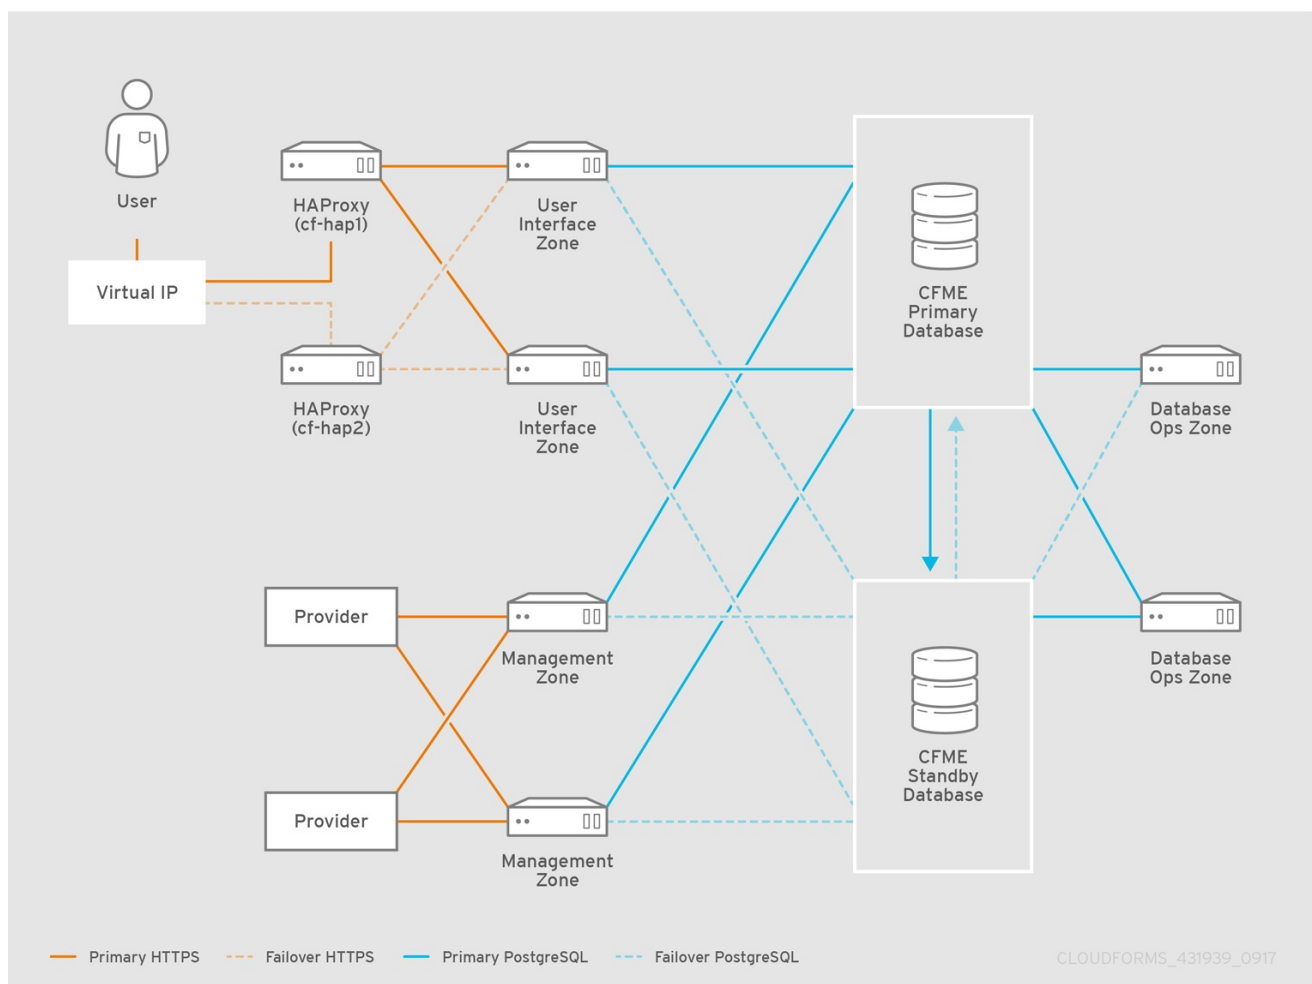 User
Virtual IP
HAProxy
(cf-hap1)
User
Interface
Zone
CFME
Primary
Database
HAProxy
(cf-hap2)
User
Interface
Zone
Database
Ops Zone
Provider
Management
Zone
Database
Ops Zone
CFME
Standby
Database
Provider
Management
Zone
Primary HTTPS
Failover HTTPS
Primary PostgreSQL
Failover PostgreSQL
CLOUDFORMS_431939_0917